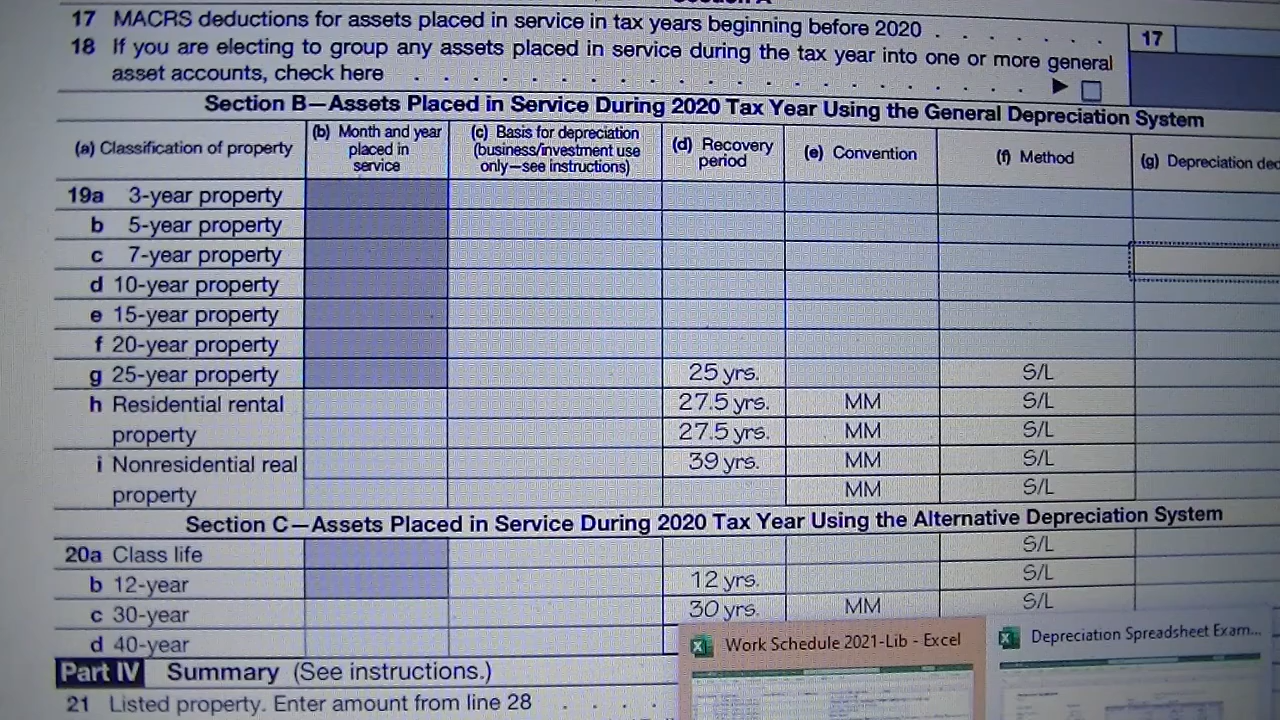 17 MACRS deductions for assets placed in service in tax years beginning before 2020 . . . . . . . 17
18 If you are electing to group any assets placed in service during the tax year into one or more general
asset accounts, check here . . . . . . . . . . . . . . . . . . ▶
Section B—Assets Placed in Service During 2020 Tax Year Using the General Depreciation System
(a) Classification of property (b) Month and year placed in service (c) Basis for depreciation (business/investment use only—see instructions) (d) Recovery period (e) Convention (f) Method (g) Depreciation
19a 3-year property
b 5-year property
c 7-year property
d 10-year property
e 15-year property
f 20-year property
g 25-year property 25 yrs. S/L
h Residential rental 27.5 yrs. MM S/L
property 27.5 yrs. MM S/L
i Nonresidential real 39 yrs. MM S/L
property MM S/L
Section C—Assets Placed in Service During 2020 Tax Year Using the Alternative Depreciation System
20a Class life S/L
b 12-year 12 yrs. S/L
c 30-year 30 yrs. MM S/L
d 40-year
Part IV Summary (See instructions.)
21 Listed property. Enter amount from line 28 . . . .
Work Schedule 2021-Lib - Excel
Depreciation Spreadsheet Exam...